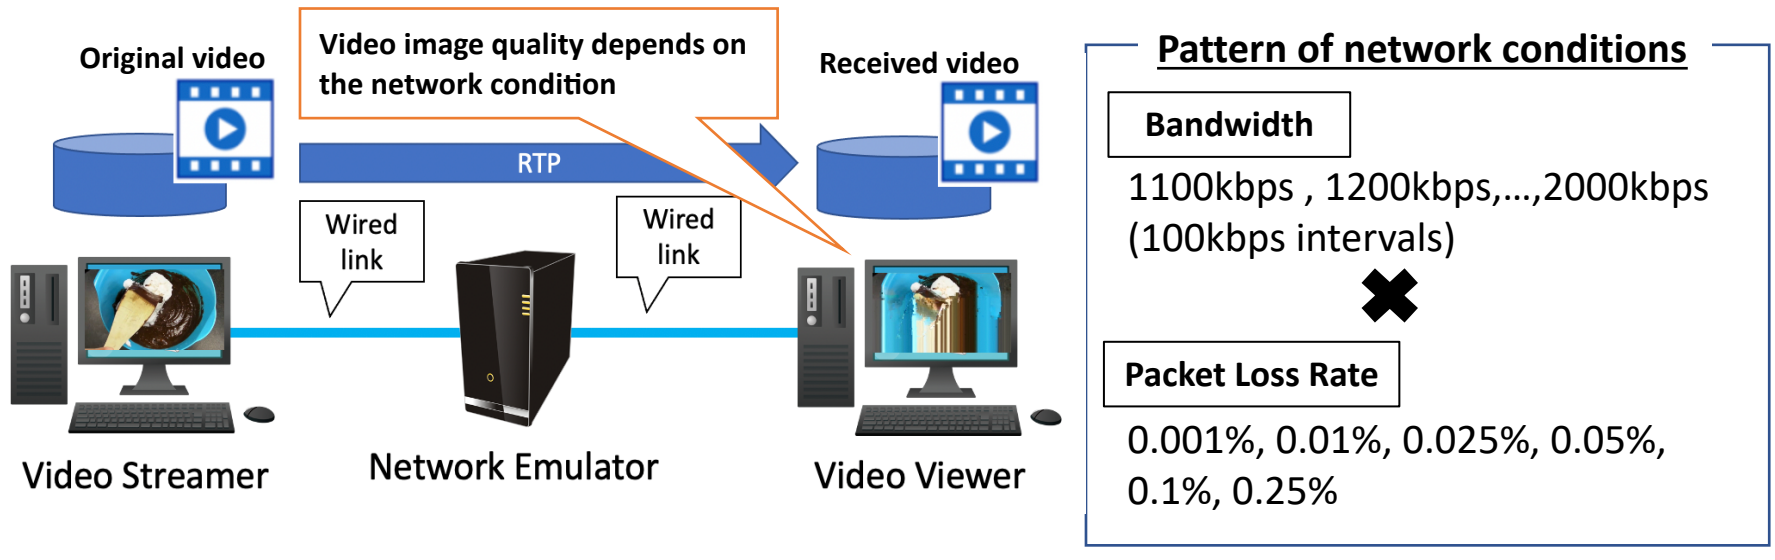 Original video
Video image quality depends on
the network condition
Received video
RTP
Wired
link
Wired
link
Video Streamer
Network Emulator
Video Viewer
Pattern of network conditions
Bandwidth
1100kbps , 1200kbps,...,2000kbps
(100kbps intervals)
Packet Loss Rate
0.001%, 0.01%, 0.025%, 0.05%,
0.1%, 0.25%